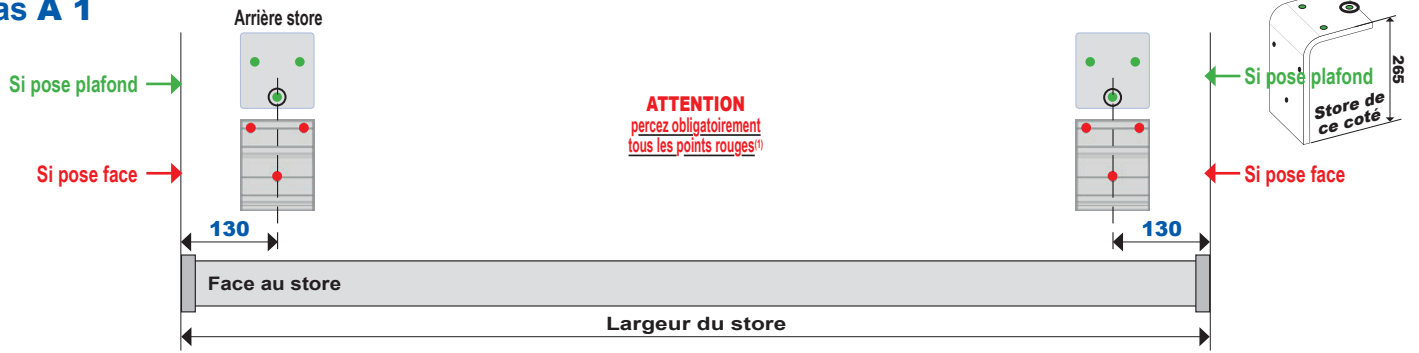 as A 1
Arrière store
Si pose plafond
Si pose plafond
265
Store de
ce coté
ATTENTION
percez obligatoirement
tous les points rouges(1)
Si pose face
Si pose face
130
130
Face au store
Largeur du store